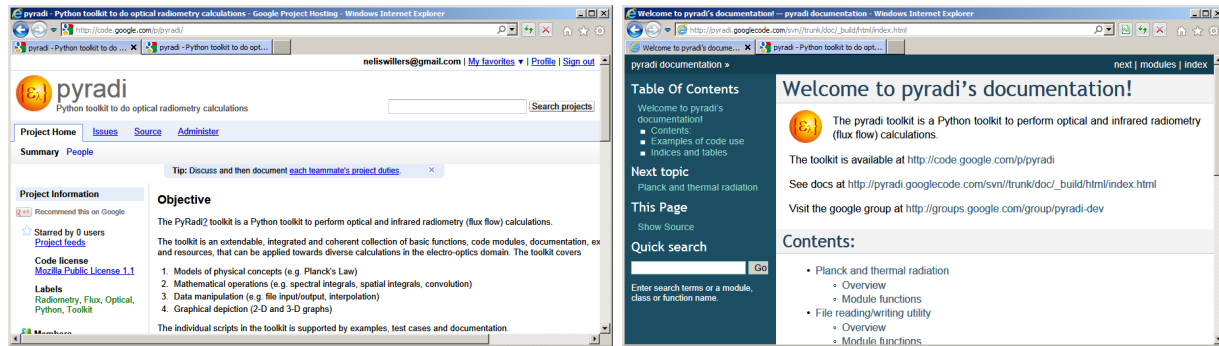 pyradi - Python toolkit to do optical radiometry calculations - Google Project Hosting - Windows Internet Explorer
http://code.google.com/p/pyradi/
pyradi - Python toolkit to do ...
pyradi - Python toolkit to do opt...
neliswillers@gmail.com | My favorites ▼ | Profile | Sign out
{ελ}
pyradi
Python toolkit to do optical radiometry calculations
Search projects
Project Home Issues Source Administer
Summary People
Tip: Discuss and then document each teammate's project duties. ×
Project Information
+1 Recommend this on Google
Starred by 0 users
Project feeds
Code license
Mozilla Public License 1.1
Labels
Radiometry, Flux, Optical,
Python, Toolkit
Members
Objective
The PyRadi? toolkit is a Python toolkit to perform optical and infrared radiometry (flux flow) calculations.
The toolkit is an extendable, integrated and coherent collection of basic functions, code modules, documentation, ex
and resources, that can be applied towards diverse calculations in the electro-optics domain. The toolkit covers
1. Models of physical concepts (e.g. Planck's Law)
2. Mathematical operations (e.g. spectral integrals, spatial integrals, convolution)
3. Data manipulation (e.g. file input/output, interpolation)
4. Graphical depiction (2-D and 3-D graphs)
The individual scripts in the toolkit is supported by examples, test cases and documentation.
Welcome to pyradi's documentation! — pyradi documentation - Windows Internet Explorer
http://pyradi.googlecode.com/svn//trunk/doc/_build/html/index.html
Welcome to pyradi's docume...
pyradi - Python toolkit to do opt...
pyradi documentation »
next | modules | index
Table Of Contents
Welcome to pyradi's
documentation!
Contents:
Examples of code use
Indices and tables
Next topic
Planck and thermal radiation
This Page
Show Source
Quick search
Go
Enter search terms or a module,
class or function name.
Welcome to pyradi's documentation!
{ελ}
The pyradi toolkit is a Python toolkit to perform optical and infrared radiometry
(flux flow) calculations.
The toolkit is available at http://code.google.com/p/pyradi
See docs at http://pyradi.googlecode.com/svn//trunk/doc/_build/html/index.html
Visit the google group at http://groups.google.com/group/pyradi-dev
Contents:
• Planck and thermal radiation
Overview
Module functions
• File reading/writing utility
Overview
Module functions